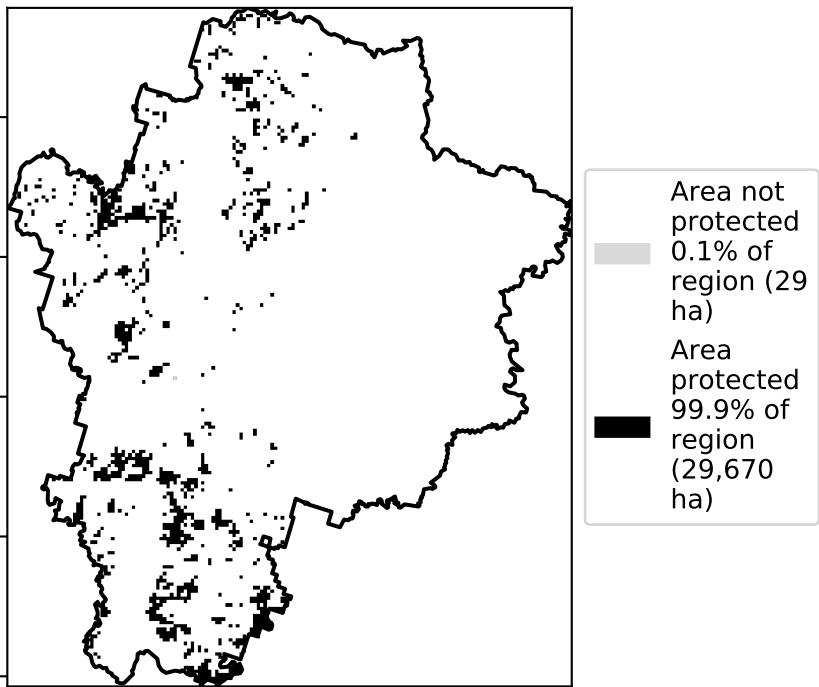 Area not
protected
0.1% of
region (29
ha)
Area
protected
99.9% of
region
(29,670
ha)